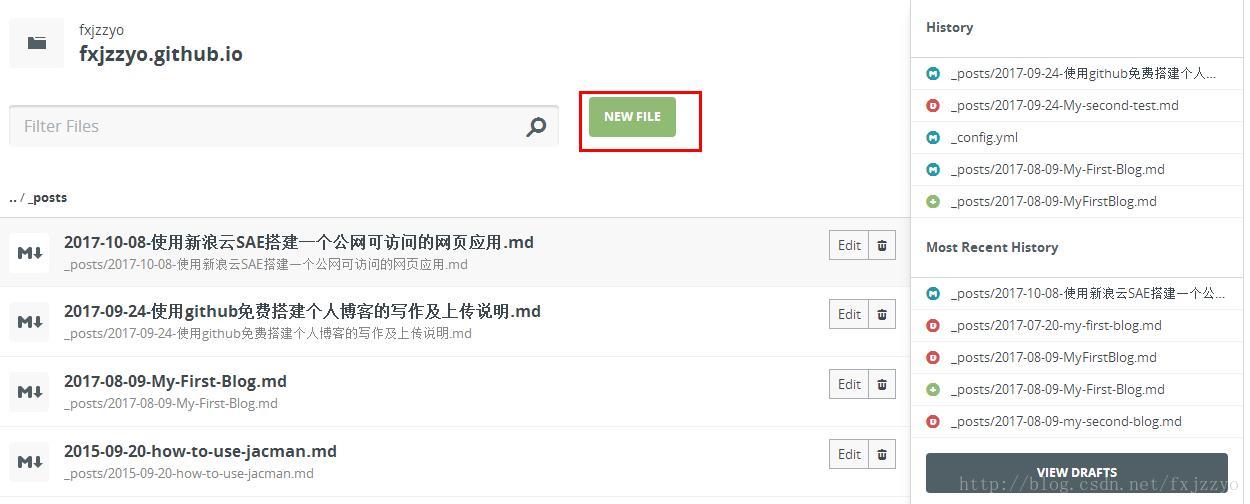 fxjzzyo
fxjzzyo.github.io
Filter Files
NEW FILE
.. / _posts
2017-10-08-使用新浪云SAE搭建一个公网可访问的网页应用.md
_posts/2017-10-08-使用新浪云SAE搭建一个公网可访问的网页应用.md
Edit
2017-09-24-使用github免费搭建个人博客的写作及上传说明.md
_posts/2017-09-24-使用github免费搭建个人博客的写作及上传说明.md
Edit
2017-08-09-My-First-Blog.md
_posts/2017-08-09-My-First-Blog.md
Edit
2015-09-20-how-to-use-jacman.md
_posts/2015-09-20-how-to-use-jacman.md
Edit
History
M _posts/2017-09-24-使用github免费搭建个人...
D _posts/2017-09-24-My-second-test.md
M _config.yml
M _posts/2017-08-09-My-First-Blog.md
+ _posts/2017-08-09-MyFirstBlog.md
Most Recent History
M _posts/2017-10-08-使用新浪云SAE搭建一个公...
D _posts/2017-07-20-my-first-blog.md
D _posts/2017-08-09-MyFirstBlog.md
+ _posts/2017-08-09-My-First-Blog.md
D _posts/2017-08-09-my-second-blog.md
VIEW DRAFTS
http://blog.csdn.net/fxjzzyo